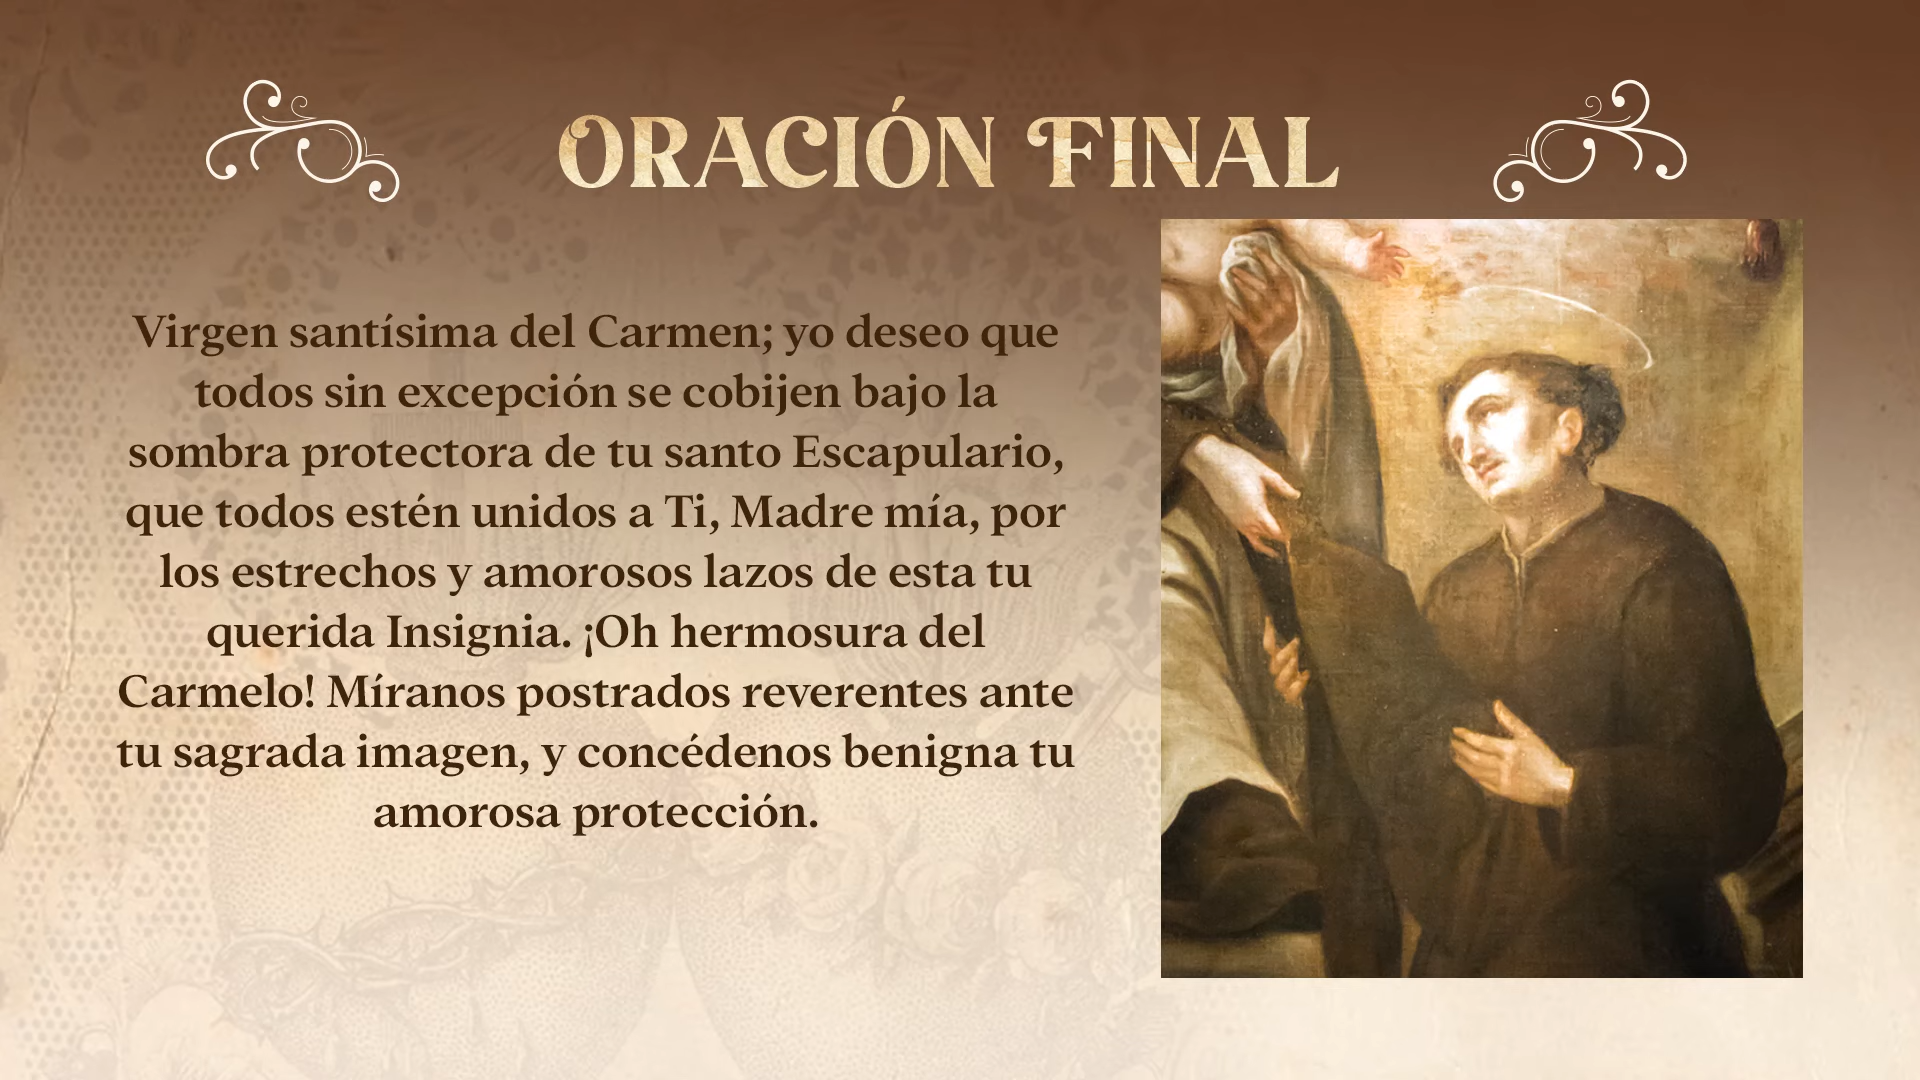 ORACIÓN FINAL
Virgen santísima del Carmen; yo deseo que
todos sin excepción se cobijen bajo la
sombra protectora de tu santo Escapulario,
que todos estén unidos a Ti, Madre mía, por
los estrechos y amorosos lazos de esta tu
querida Insignia. ¡Oh hermosura del
Carmelo! Míranos postrados reverentes ante
tu sagrada imagen, y concédenos benigna tu
amorosa protección.